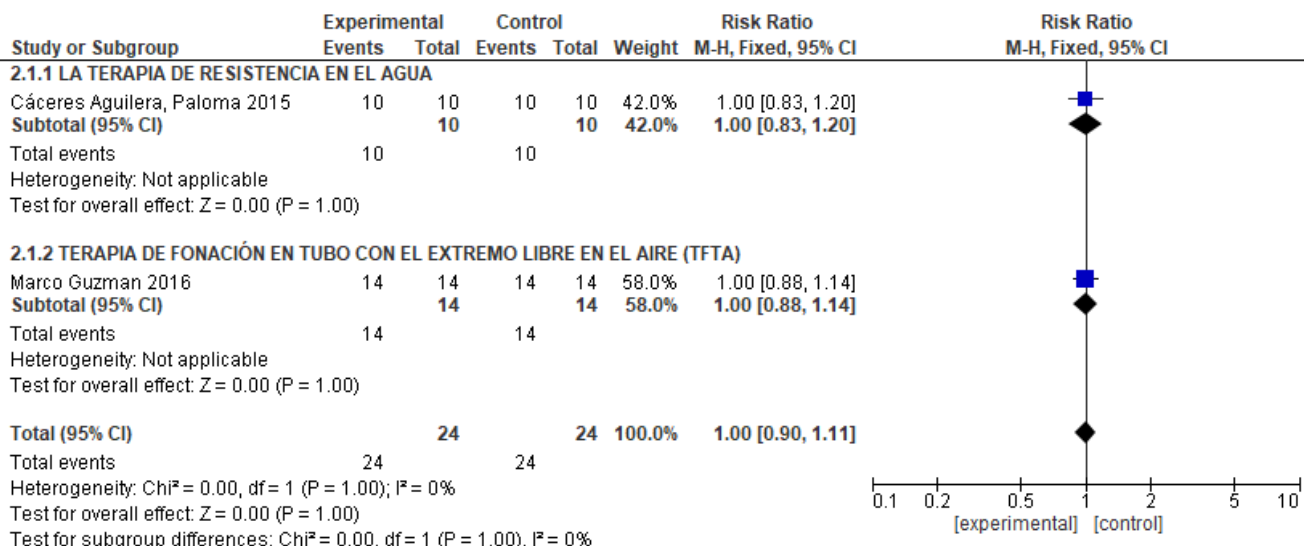 Experimental Control Risk Ratio Risk Ratio
Study or Subgroup Events Total Events Total Weight M-H, Fixed, 95% CI M-H, Fixed, 95% CI
2.1.1 LA TERAPIA DE RESISTENCIA EN EL AGUA
Cáceres Aguilera, Paloma 2015 10 10 10 10 42.0% 1.00 [0.83, 1.20]
Subtotal (95% CI) 10 10 42.0% 1.00 [0.83, 1.20]
Total events 10 10
Heterogeneity: Not applicable
Test for overall effect: Z = 0.00 (P = 1.00)
2.1.2 TERAPIA DE FONACIÓN EN TUBO CON EL EXTREMO LIBRE EN EL AIRE (TFTA)
Marco Guzman 2016 14 14 14 14 58.0% 1.00 [0.88, 1.14]
Subtotal (95% CI) 14 14 58.0% 1.00 [0.88, 1.14]
Total events 14 14
Heterogeneity: Not applicable
Test for overall effect: Z = 0.00 (P = 1.00)
Total (95% CI) 24 24 100.0% 1.00 [0.90, 1.11]
Total events 24 24
Heterogeneity: Chi² = 0.00, df = 1 (P = 1.00); I² = 0%
Test for overall effect: Z = 0.00 (P = 1.00)
Test for subgroup differences: Chi² = 0.00, df = 1 (P = 1.00), I² = 0%
0.1 0.2 0.5 1 2 5 10
[experimental] [control]